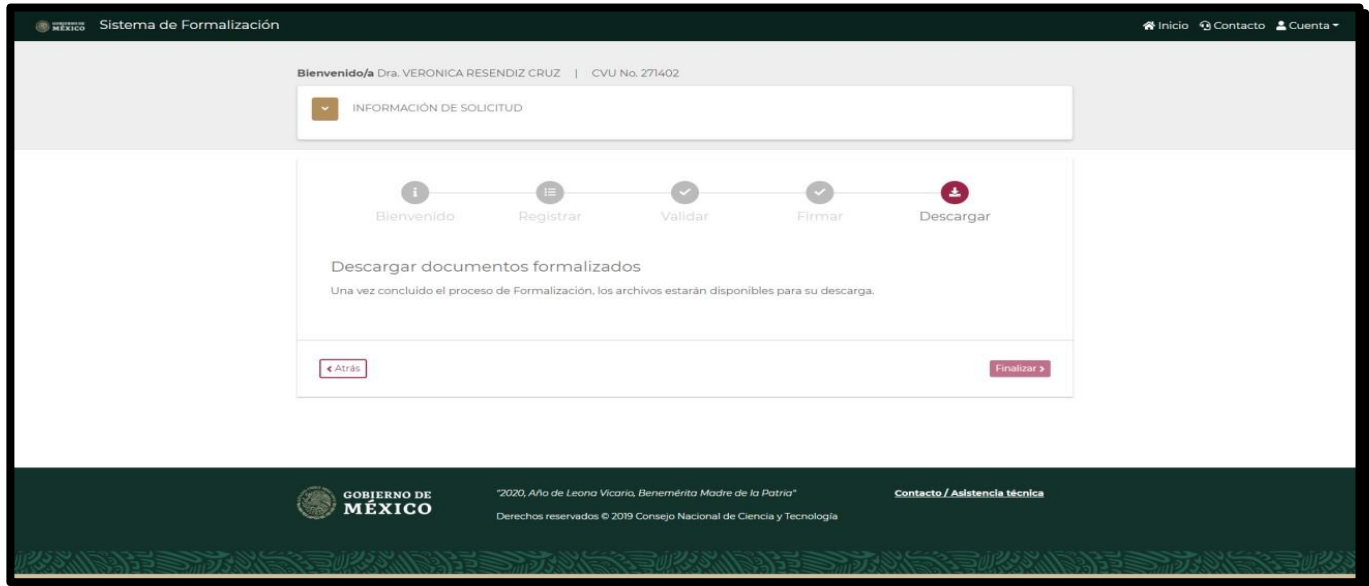 GOBIERNO DE MÉXICO Sistema de Formalización Inicio Contacto Cuenta
Bienvenido/a Dra. VERONICA RESENDIZ CRUZ | CVU No. 271402
INFORMACIÓN DE SOLICITUD
Bienvenido Registrar Validar Firmar Descargar
Descargar documentos formalizados
Una vez concluido el proceso de Formalización, los archivos estarán disponibles para su descarga.
Atrás Finalizar
GOBIERNO DE
MÉXICO
"2020, Año de Leona Vicario, Benemérita Madre de la Patria"
Derechos reservados © 2019 Consejo Nacional de Ciencia y Tecnología
Contacto / Asistencia técnica